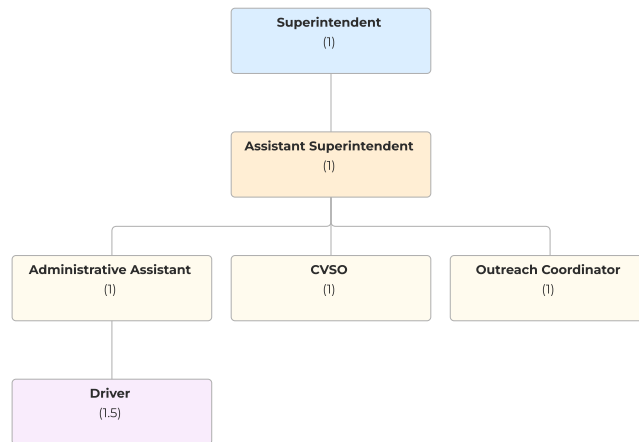 Superintendent
(1)
Assistant Superintendent
(1)
Administrative Assistant
(1)
CVSO
(1)
Outreach Coordinator
(1)
Driver
(1.5)